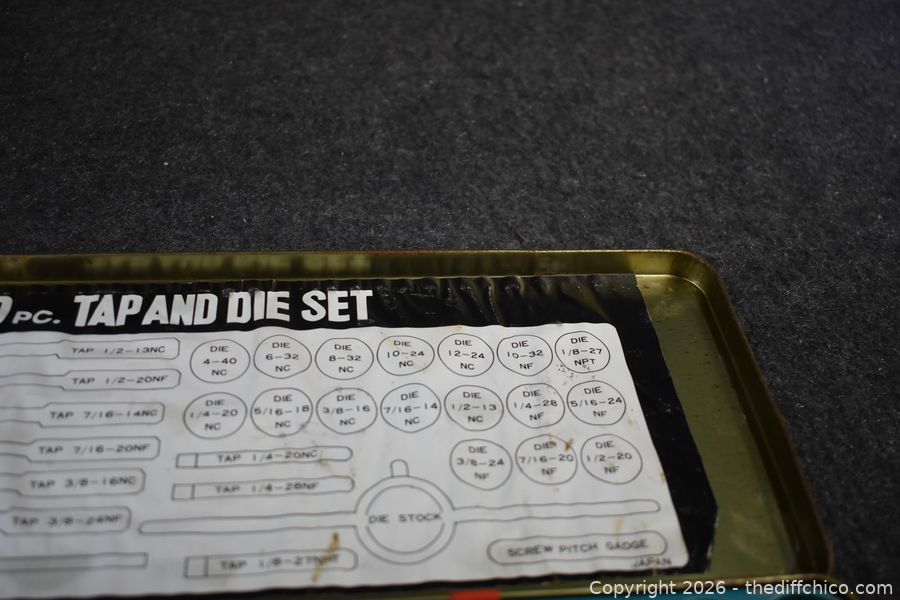 PC. TAP AND DIE SET
TAP 1/2-13NC
TAP 1/2-20NF
TAP 7/16-14NC
TAP 7/16-20NF
TAP 3/8-16NC
TAP 3/8-24NF
DIE 4-40 NC
DIE 6-32 NC
DIE 8-32 NC
DIE 10-24 NC
DIE 12-24 NC
DIE 10-32 NF
DIE 1/8-27 NPT
DIE 1/4-20 NC
DIE 5/16-18 NC
DIE 3/8-16 NC
DIE 7/16-14 NC
DIE 1/2-13 NC
DIE 1/4-28 NF
DIE 5/16-24 NF
DIE 3/8-24 NF
DIE 7/16-20 NF
DIE 1/2-20 NF
TAP 1/4-20NC
TAP 1/4-28NF
DIE STOCK
TAP 1/8-27NPT
SCREW PITCH GADGE
JAPAN
Copyright 2026 - thediffchico.com